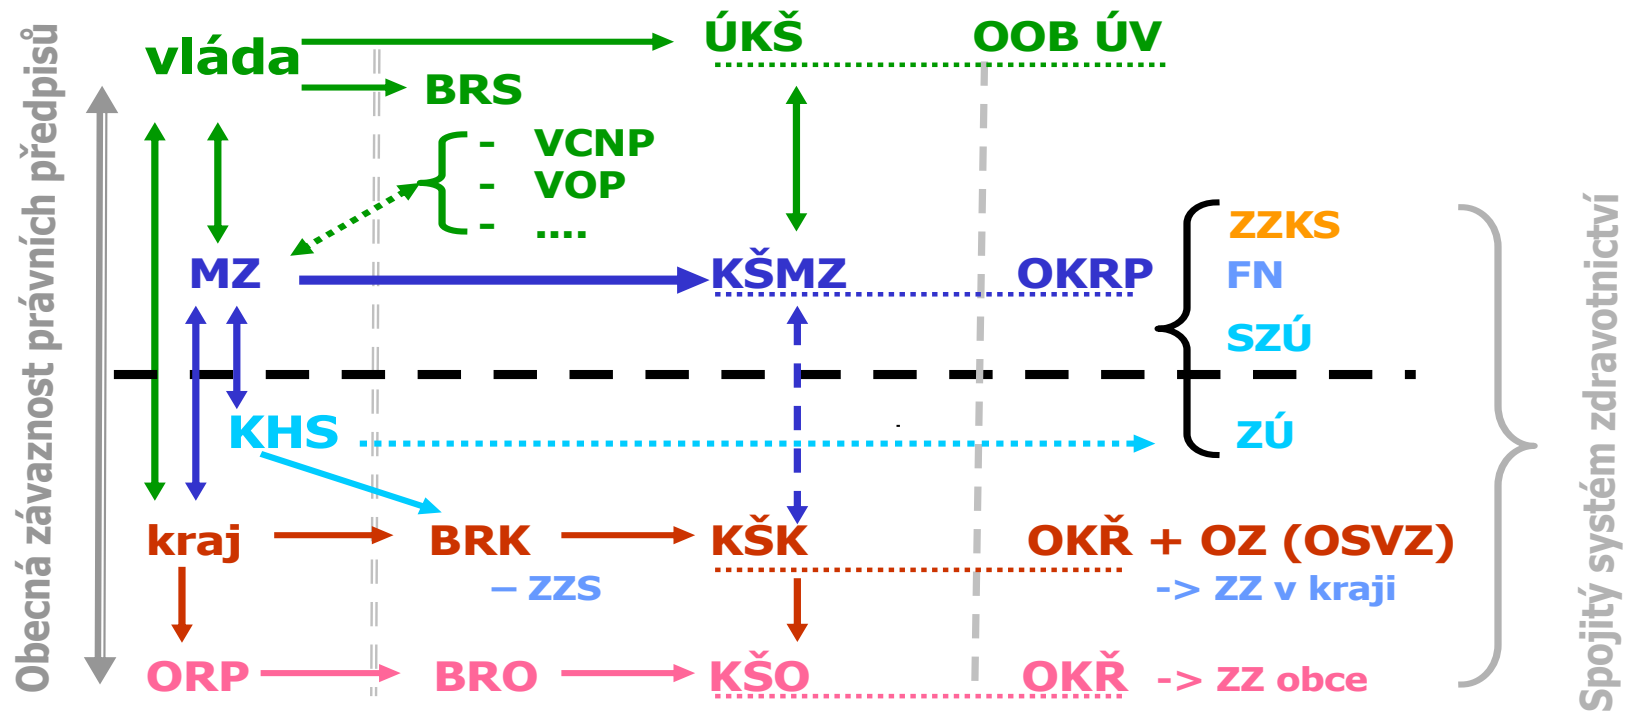 Obecná závaznost právních předpisů
vláda ÚKŠ OOB ÚV
BRS
- VCNP
- VOP
- ....
MZ KŠMZ OKRP
ZZKS
FN
SZÚ
KHS ZÚ
kraj BRK KŠK OKŘ + OZ (OSVZ)
– ZZS -> ZZ v kraji
ORP BRO KŠO OKŘ -> ZZ obce
Spojitý systém zdravotnictví